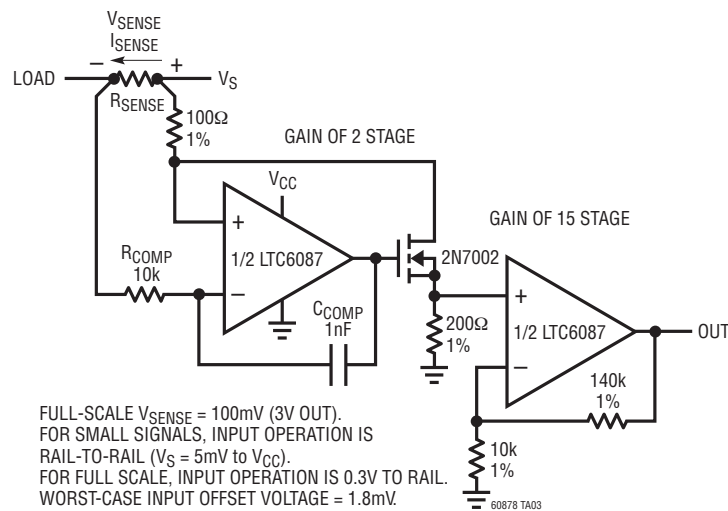 VSENSE
ISENSE
− +
LOAD
VS
RSENSE
100Ω
1%
GAIN OF 2 STAGE
VCC
GAIN OF 15 STAGE
+
1/2 LTC6087
−
2N7002
RCOMP
10k
CCOMP
1nF
200Ω
1%
+
1/2 LTC6087
−
OUT
140k
1%
10k
1%
FULL-SCALE VSENSE = 100mV (3V OUT).
FOR SMALL SIGNALS, INPUT OPERATION IS
RAIL-TO-RAIL (VS = 5mV to VCC).
FOR FULL SCALE, INPUT OPERATION IS 0.3V TO RAIL.
WORST-CASE INPUT OFFSET VOLTAGE = 1.8mV.
60878 TA03